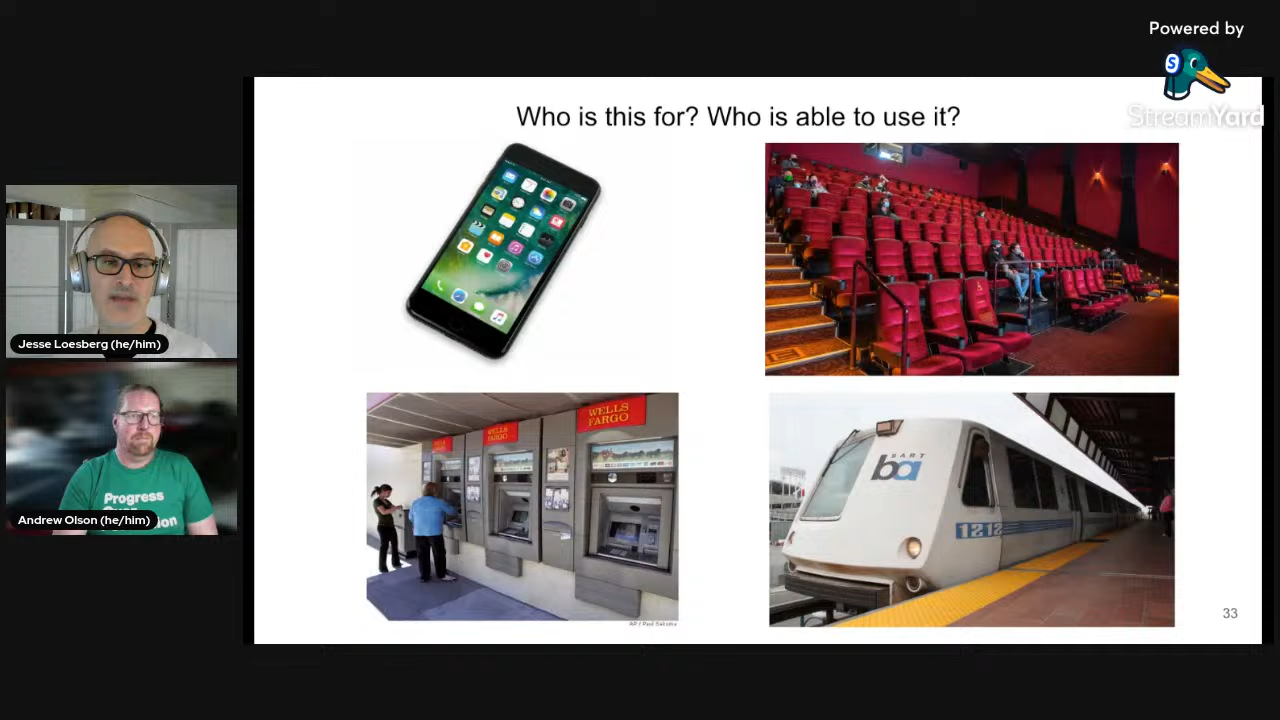 Powered by
S
StreamYard
Who is this for? Who is able to use it?
Jesse Loesberg (he/him)
Progress
Andrew Olson (he/him)
WELLS
FARGO
WELLS
FARGO
BART
ba
1212
33